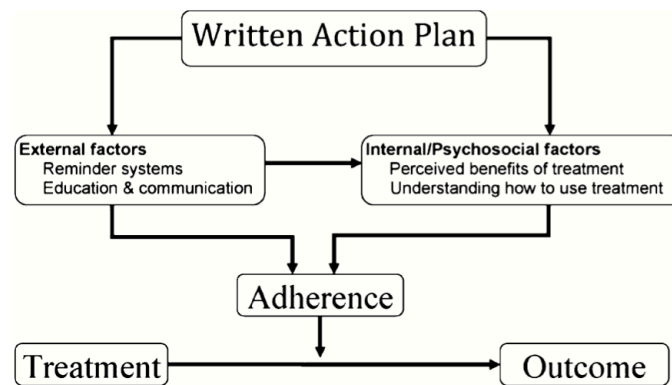 Written Action Plan
External factors
Reminder systems
Education & communication
Internal/Psychosocial factors
Perceived benefits of treatment
Understanding how to use treatment
Adherence
Treatment
Outcome